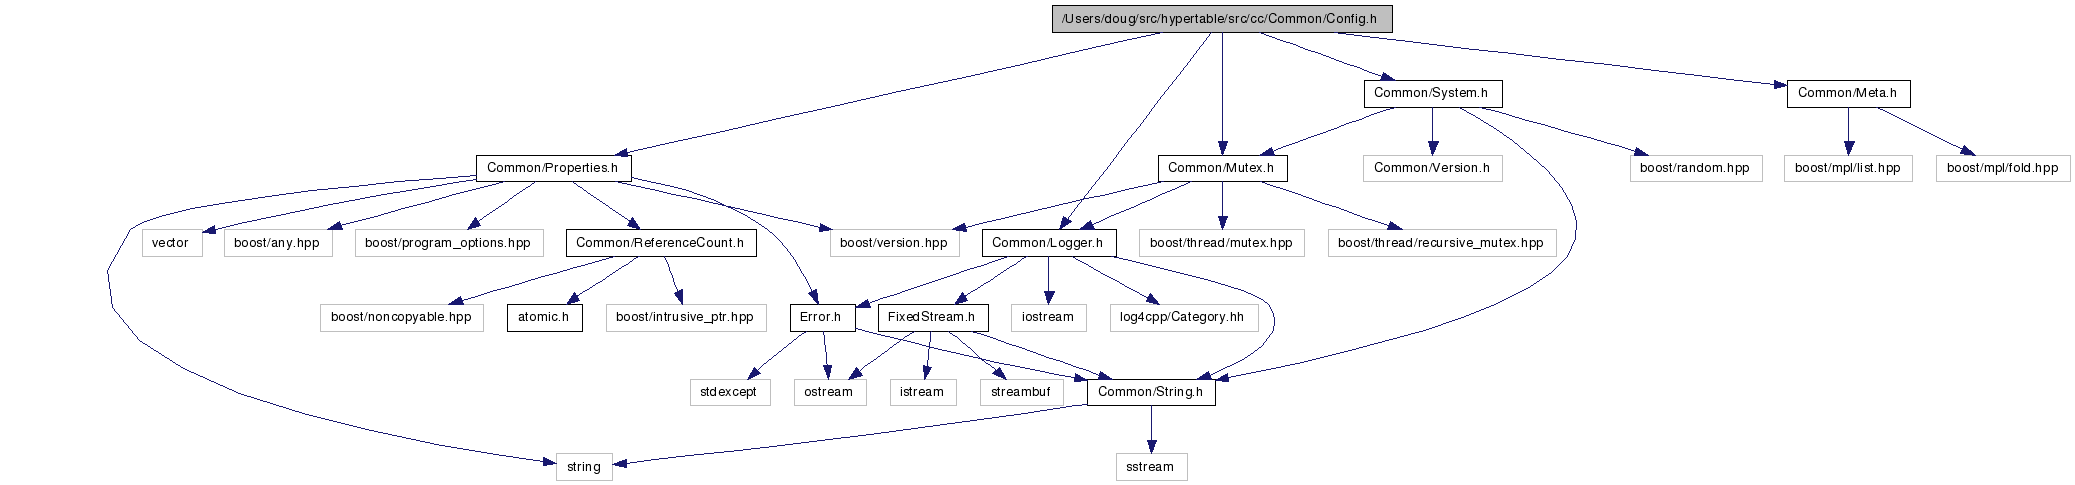 /Users/doug/src/hypertable/src/cc/Common/Config.h
Common/System.h
Common/Meta.h
Common/Properties.h
Common/Mutex.h
Common/Version.h
boost/random.hpp
boost/mpl/list.hpp
boost/mpl/fold.hpp
vector
boost/any.hpp
boost/program_options.hpp
Common/ReferenceCount.h
boost/version.hpp
Common/Logger.h
boost/thread/mutex.hpp
boost/thread/recursive_mutex.hpp
boost/noncopyable.hpp
atomic.h
boost/intrusive_ptr.hpp
Error.h
FixedStream.h
iostream
log4cpp/Category.hh
stdexcept
ostream
istream
streambuf
Common/String.h
string
sstream